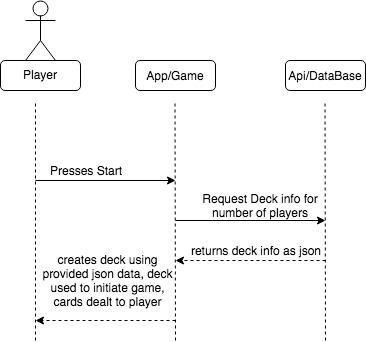 Player
App/Game
Api/DataBase
Presses Start
Request Deck info for
number of players
returns deck info as json
creates deck using
provided json data, deck
used to initiate game,
cards dealt to player